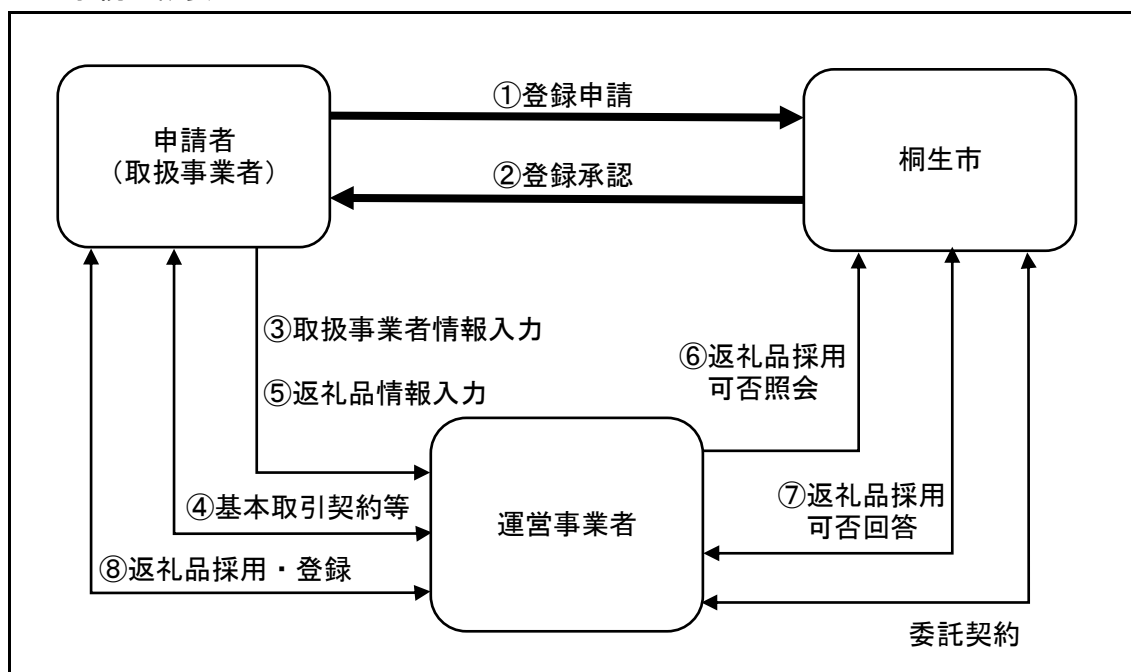 ①登録申請
申請者
（取扱事業者）
桐生市
②登録承認
③取扱事業者情報入力
⑥返礼品採用
可否照会
⑤返礼品情報入力
④基本取引契約等
運営事業者
⑦返礼品採用
可否回答
⑧返礼品採用・登録
委託契約